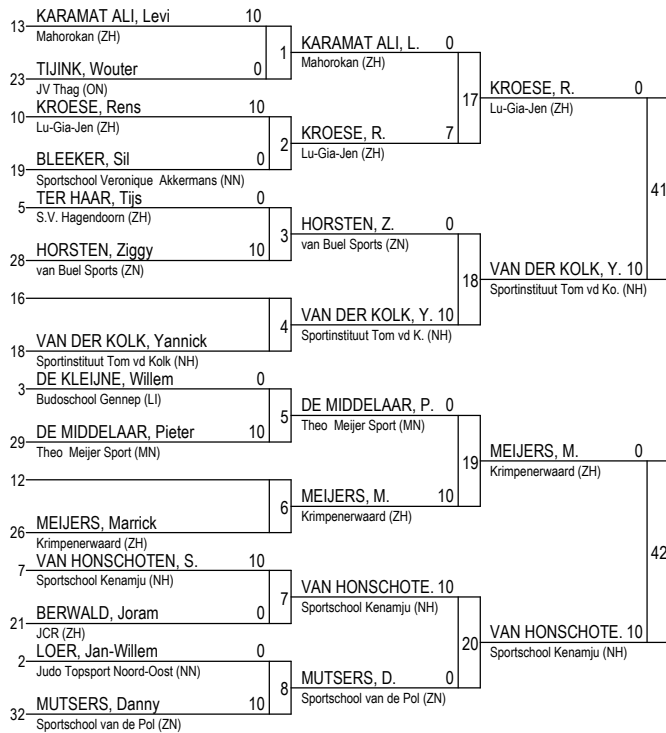 13 KARAMAT ALI, Levi 10
Mahorokan (ZH)
1
23 TIJINK, Wouter 0
JV Thag (ON)
10 KROESE, Rens 10
Lu-Gia-Jen (ZH)
2
19 BLEEKER, Sil 0
Sportschool Veronique Akkermans (NN)
5 TER HAAR, Tijs 0
S.V. Hagendoorn (ZH)
3
28 HORSTEN, Ziggy 10
van Buel Sports (ZN)
16
4
18 VAN DER KOLK, Yannick
Sportinstituut Tom vd Kolk (NH)
3 DE KLEIJNE, Willem 0
Budoschool Gennep (LI)
5
29 DE MIDDELAAR, Pieter 10
Theo Meijer Sport (MN)
12
6
26 MEIJERS, Marrick
Krimpenerwaard (ZH)
7 VAN HONSCHOTEN, S. 10
Sportschool Kenamju (NH)
7
21 BERWALD, Joram 0
JCR (ZH)
2 LOER, Jan-Willem 0
Judo Topsport Noord-Oost (NN)
8
32 MUTSERS, Danny 10
Sportschool van de Pol (ZN)
KARAMAT ALI, L. 0
Mahorokan (ZH)
17
KROESE, R. 7
Lu-Gia-Jen (ZH)
HORSTEN, Z. 0
van Buel Sports (ZN)
18
VAN DER KOLK, Y. 10
Sportinstituut Tom vd K. (NH)
DE MIDDELAAR, P. 0
Theo Meijer Sport (MN)
19
MEIJERS, M. 10
Krimpenerwaard (ZH)
VAN HONSCHOTE. 10
Sportschool Kenamju (NH)
20
MUTSERS, D. 0
Sportschool van de Pol (ZN)
KROESE, R. 0
Lu-Gia-Jen (ZH)
41
VAN DER KOLK, Y. 10
Sportinstituut Tom vd Ko. (NH)
MEIJERS, M. 0
Krimpenerwaard (ZH)
42
VAN HONSCHOTE. 10
Sportschool Kenamju (NH)